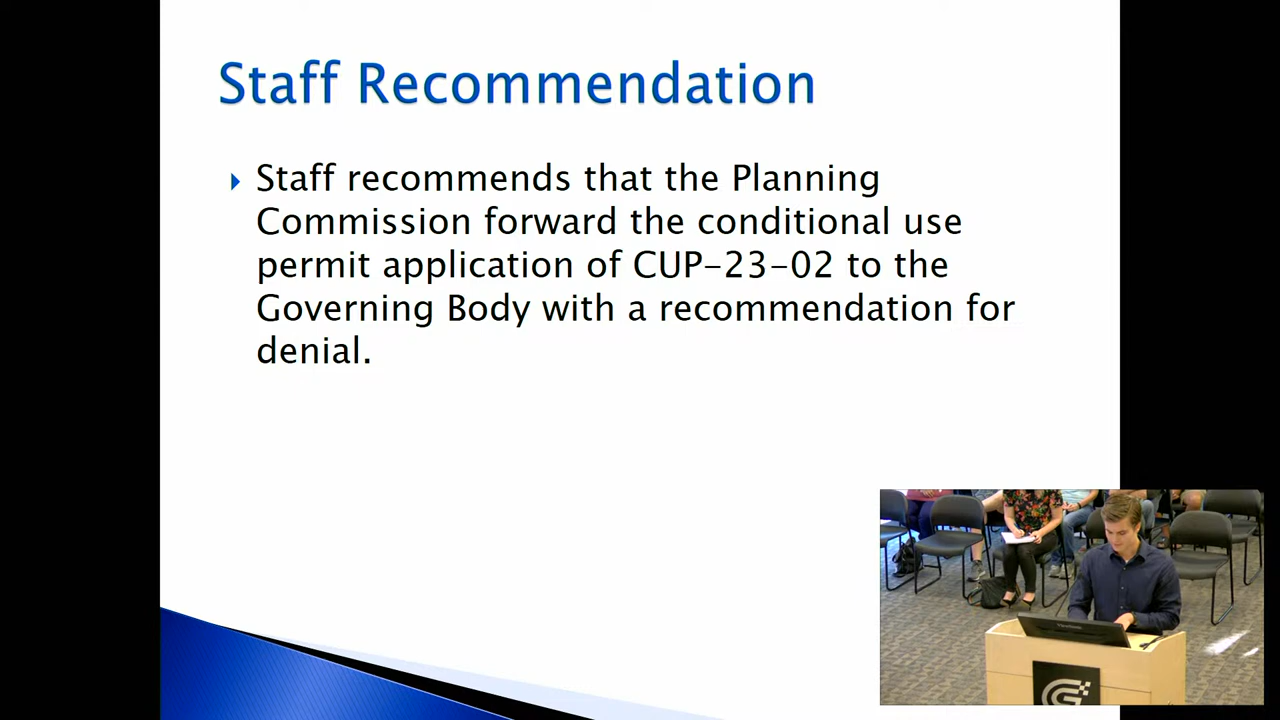 Staff Recommendation
Staff recommends that the Planning
Commission forward the conditional use
permit application of CUP-23-02 to the
Governing Body with a recommendation for
denial.